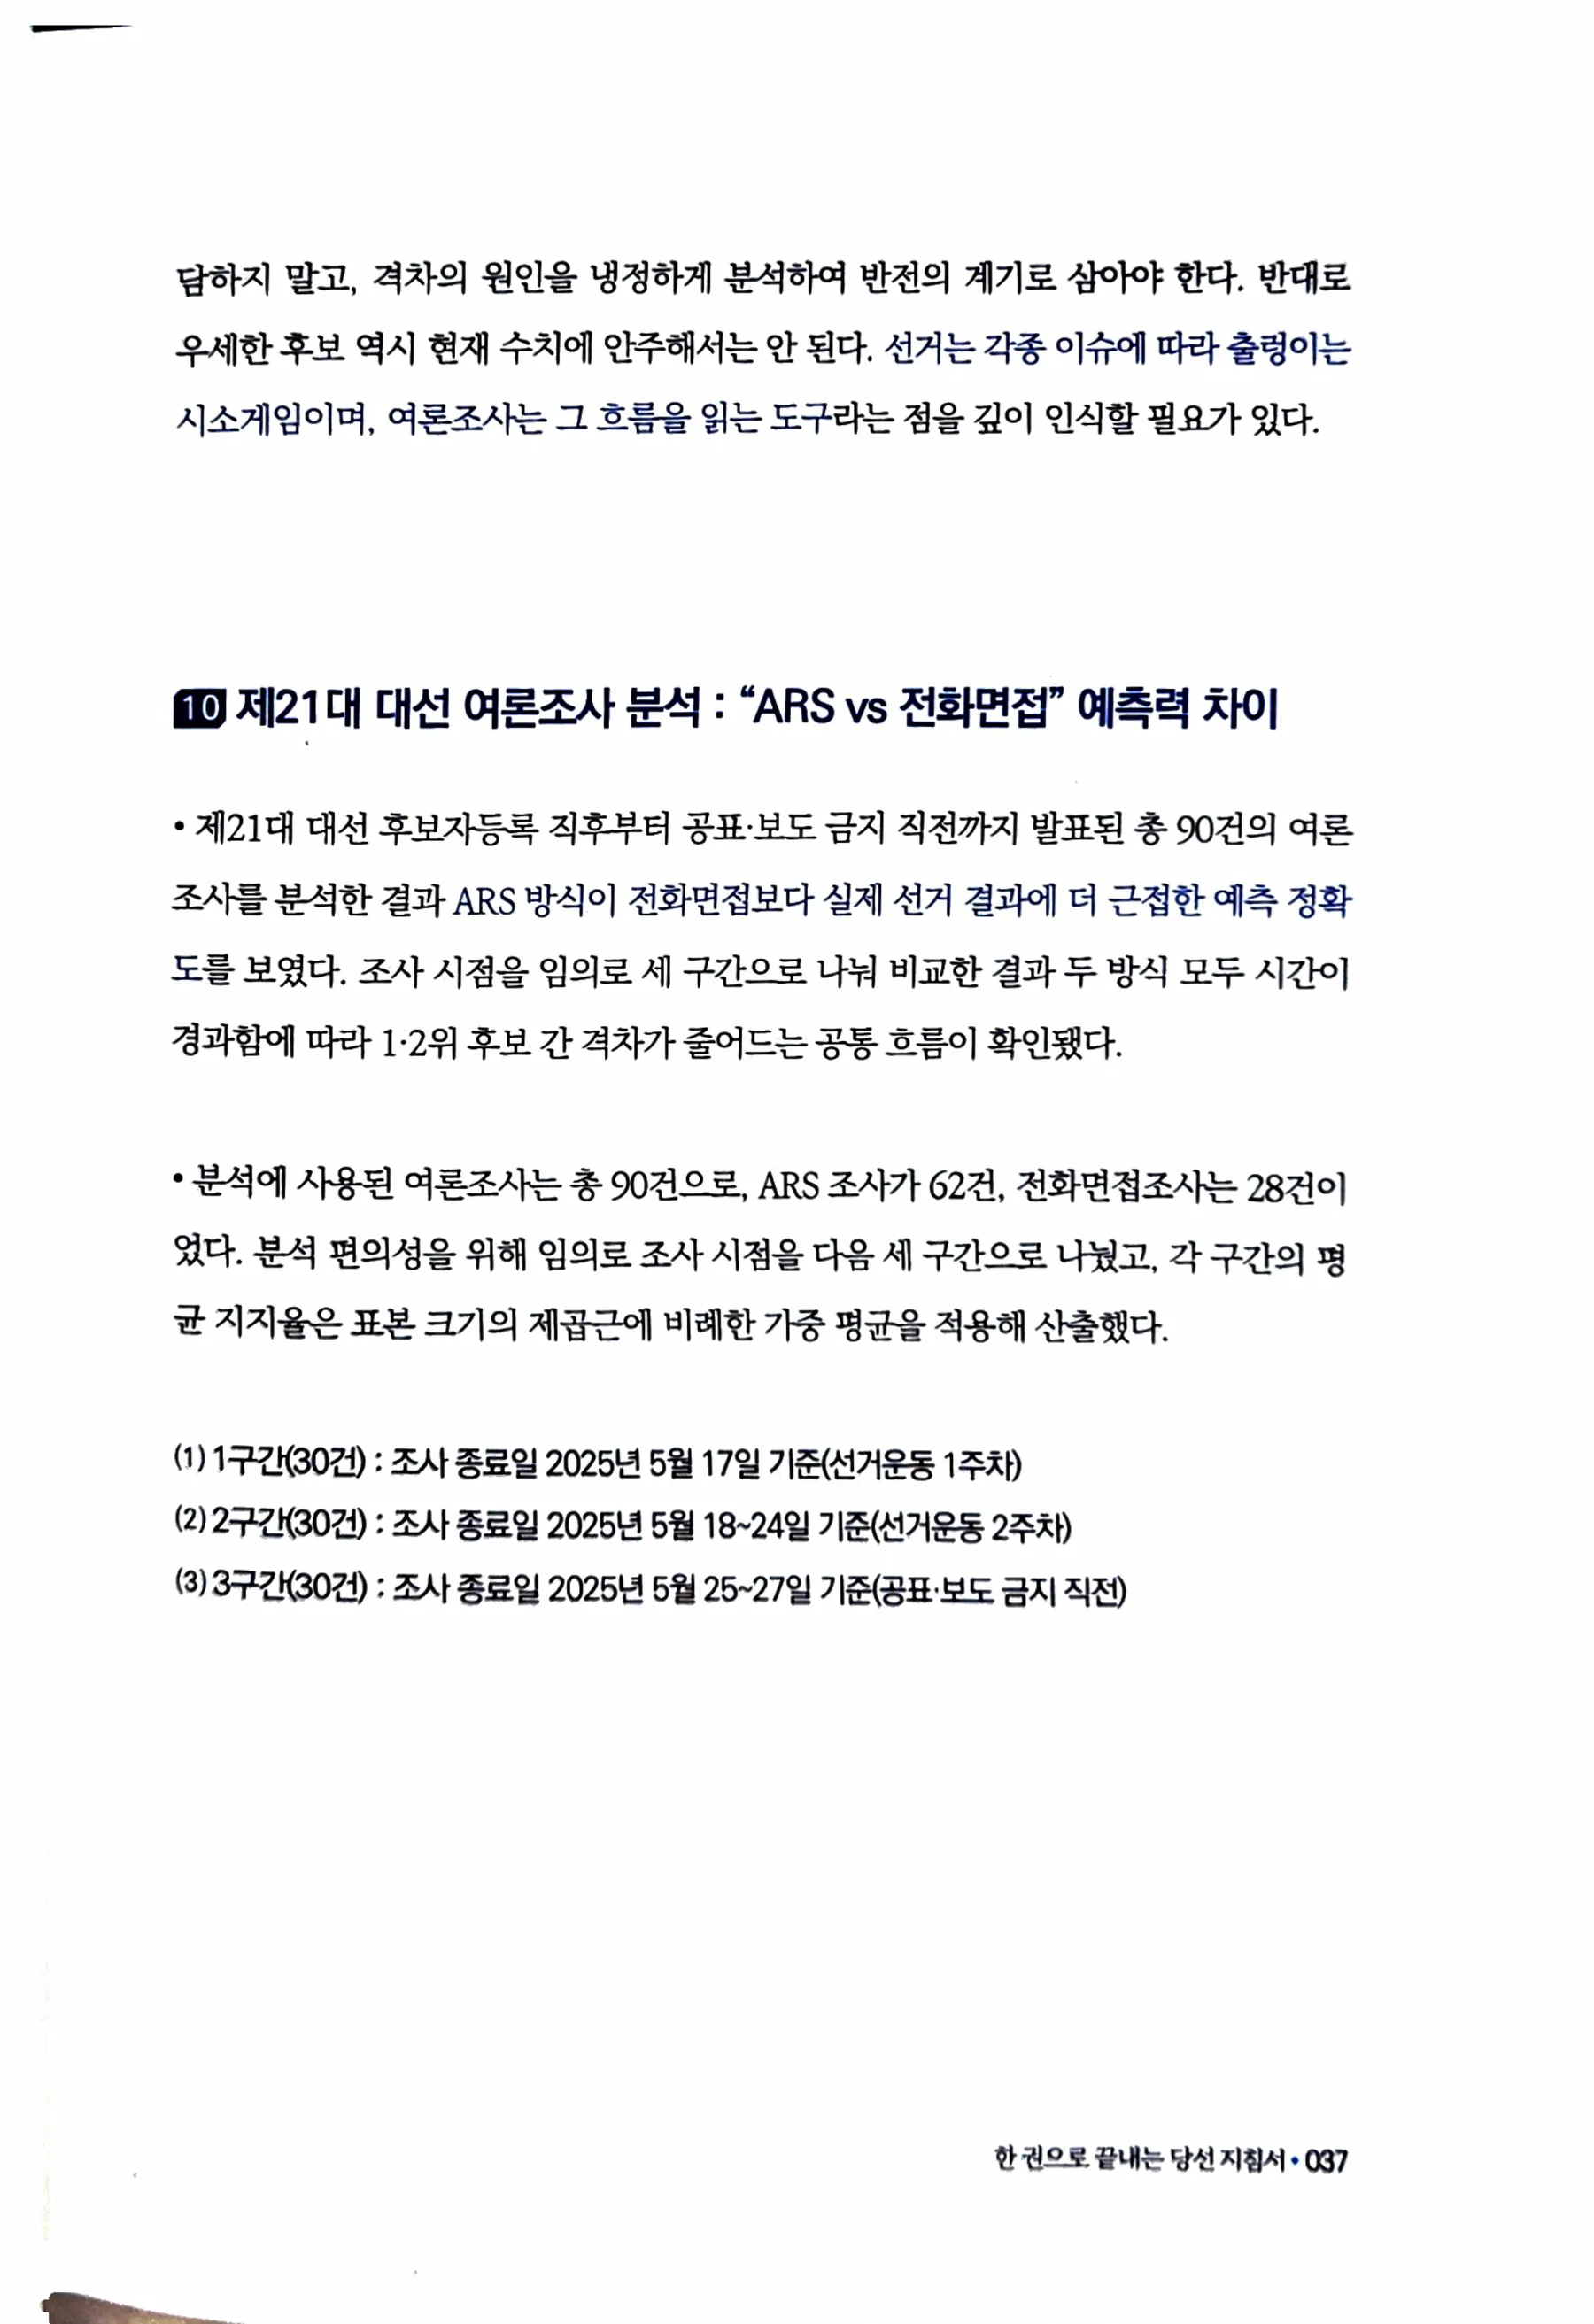 담하지 말고, 격차의 원인을 냉정하게 분석하여 반전의 계기로 삼아야 한다. 반대로
우세한 후보 역시 현재 수치에 안주해서는 안 된다. 선거는 각종 이슈에 따라 출렁이는
시소게임이며, 여론조사는 그 흐름을 읽는 도구라는 점을 깊이 인식할 필요가 있다.
10 제21대 대선 여론조사 분석 : “ARS vs 전화면접” 예측력 차이
• 제21대 대선 후보자등록 직후부터 공표·보도 금지 직전까지 발표된 총 90건의 여론
조사를 분석한 결과 ARS 방식이 전화면접보다 실제 선거 결과에 더 근접한 예측 정확
도를 보였다. 조사 시점을 임의로 세 구간으로 나눠 비교한 결과 두 방식 모두 시간이
경과함에 따라 1·2위 후보 간 격차가 줄어드는 공통 흐름이 확인됐다.
• 분석에 사용된 여론조사는 총 90건으로, ARS 조사가 62건, 전화면접조사는 28건이
었다. 분석 편의성을 위해 임의로 조사 시점을 다음 세 구간으로 나눴고, 각 구간의 평
균 지지율은 표본 크기의 제곱근에 비례한 가중 평균을 적용해 산출했다.
(1) 1구간(30건) : 조사 종료일 2025년 5월 17일 기준(선거운동 1주차)
(2) 2구간(30건) : 조사 종료일 2025년 5월 18~24일 기준(선거운동 2주차)
(3) 3구간(30건) : 조사 종료일 2025년 5월 25~27일 기준(공표·보도 금지 직전)
한 권으로 끝내는 당선 지침서 • 037